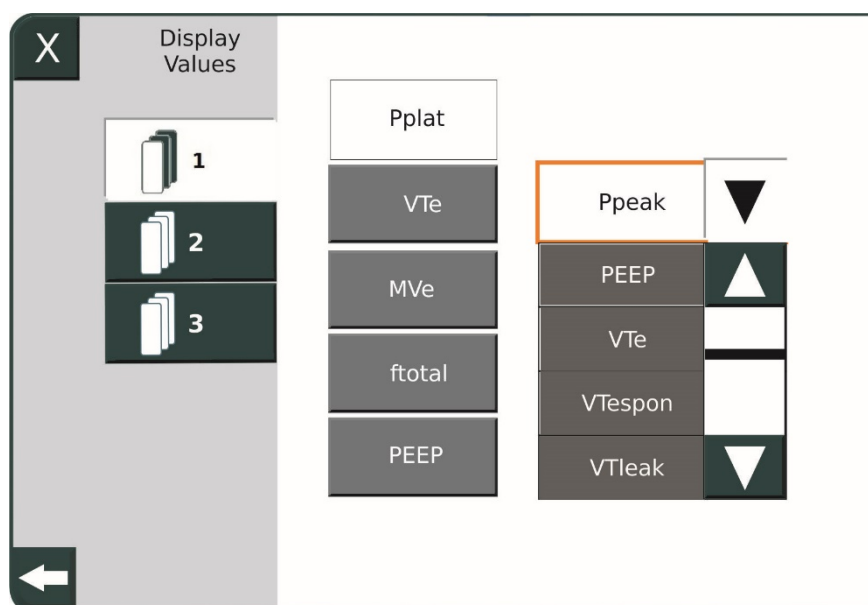 X
Display
Values
1
2
3
Pplat
VTe
MVe
ftotal
PEEP
Ppeak
PEEP
VTe
VTespon
VTleak